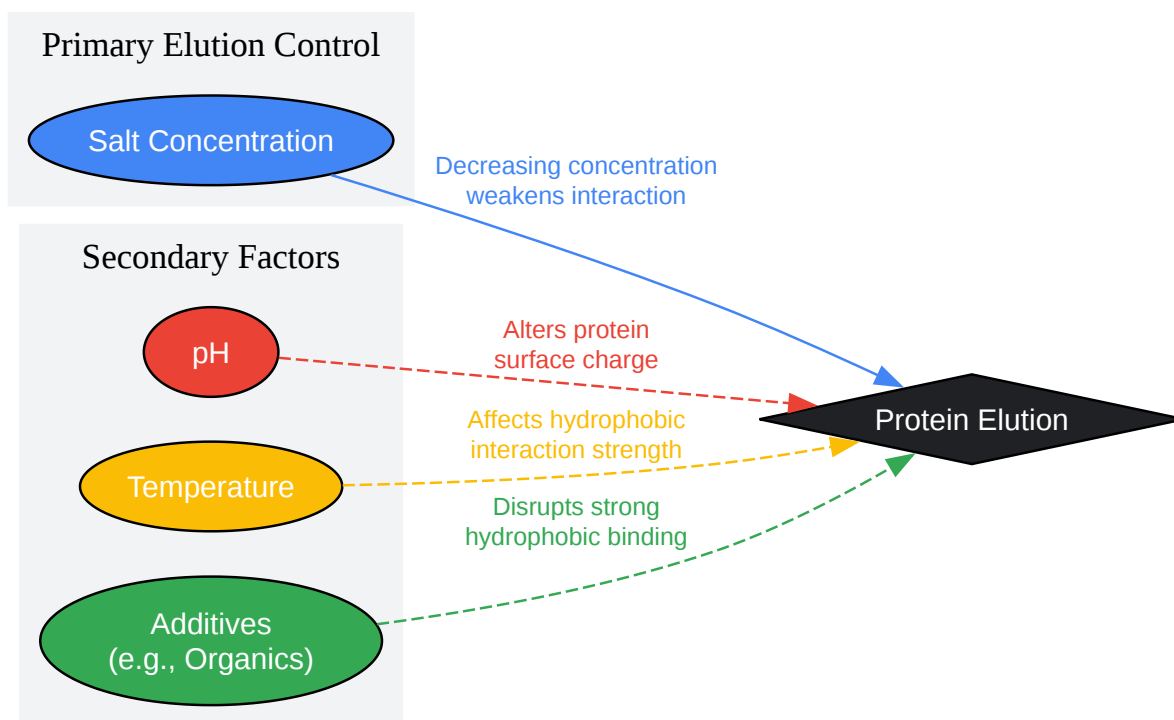 Primary Elution Control
Salt Concentration
Decreasing concentration
weakens interaction
Secondary Factors
pH
Alters protein
surface charge
Temperature
Affects hydrophobic
interaction strength
Additives
(e.g., Organics)
Disrupts strong
hydrophobic binding
Protein Elution